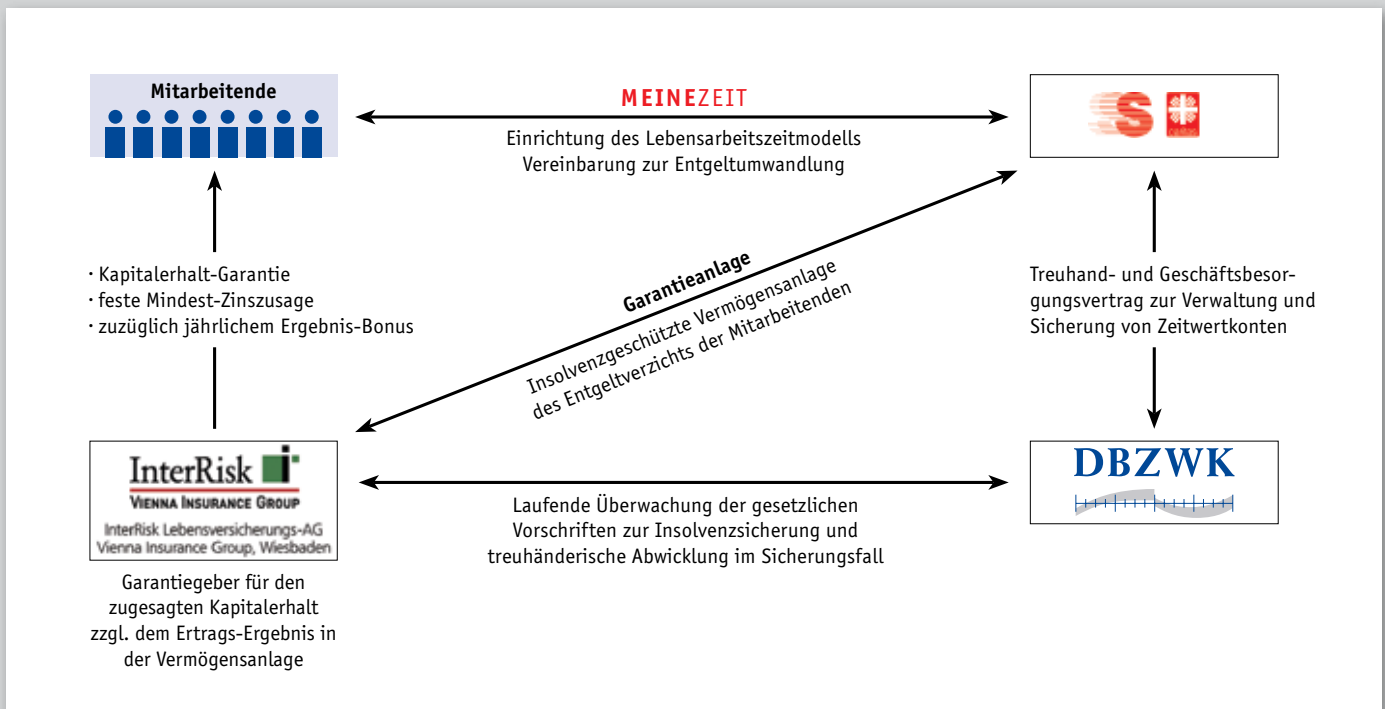 Mitarbeitende
MEINEZEIT
Einrichtung des Lebensarbeitszeitmodells
Vereinbarung zur Entgeltumwandlung
S
Caritas
· Kapitalerhalt-Garantie
· feste Mindest-Zinszusage
· zuzüglich jährlichem Ergebnis-Bonus
Garantieanlage
Insolvenzgeschützte Vermögensanlage
des Entgeltverzichts der Mitarbeitenden
Treuhand- und Geschäftsbesor-
gungsvertrag zur Verwaltung und
Sicherung von Zeitwertkonten
InterRisk
VIENNA INSURANCE GROUP
InterRisk Lebensversicherungs-AG
Vienna Insurance Group, Wiesbaden
Garantiegeber für den
zugesagten Kapitalerhalt
zzgl. dem Ertrags-Ergebnis in
der Vermögensanlage
Laufende Überwachung der gesetzlichen
Vorschriften zur Insolvenzsicherung und
treuhänderische Abwicklung im Sicherungsfall
DBZWK